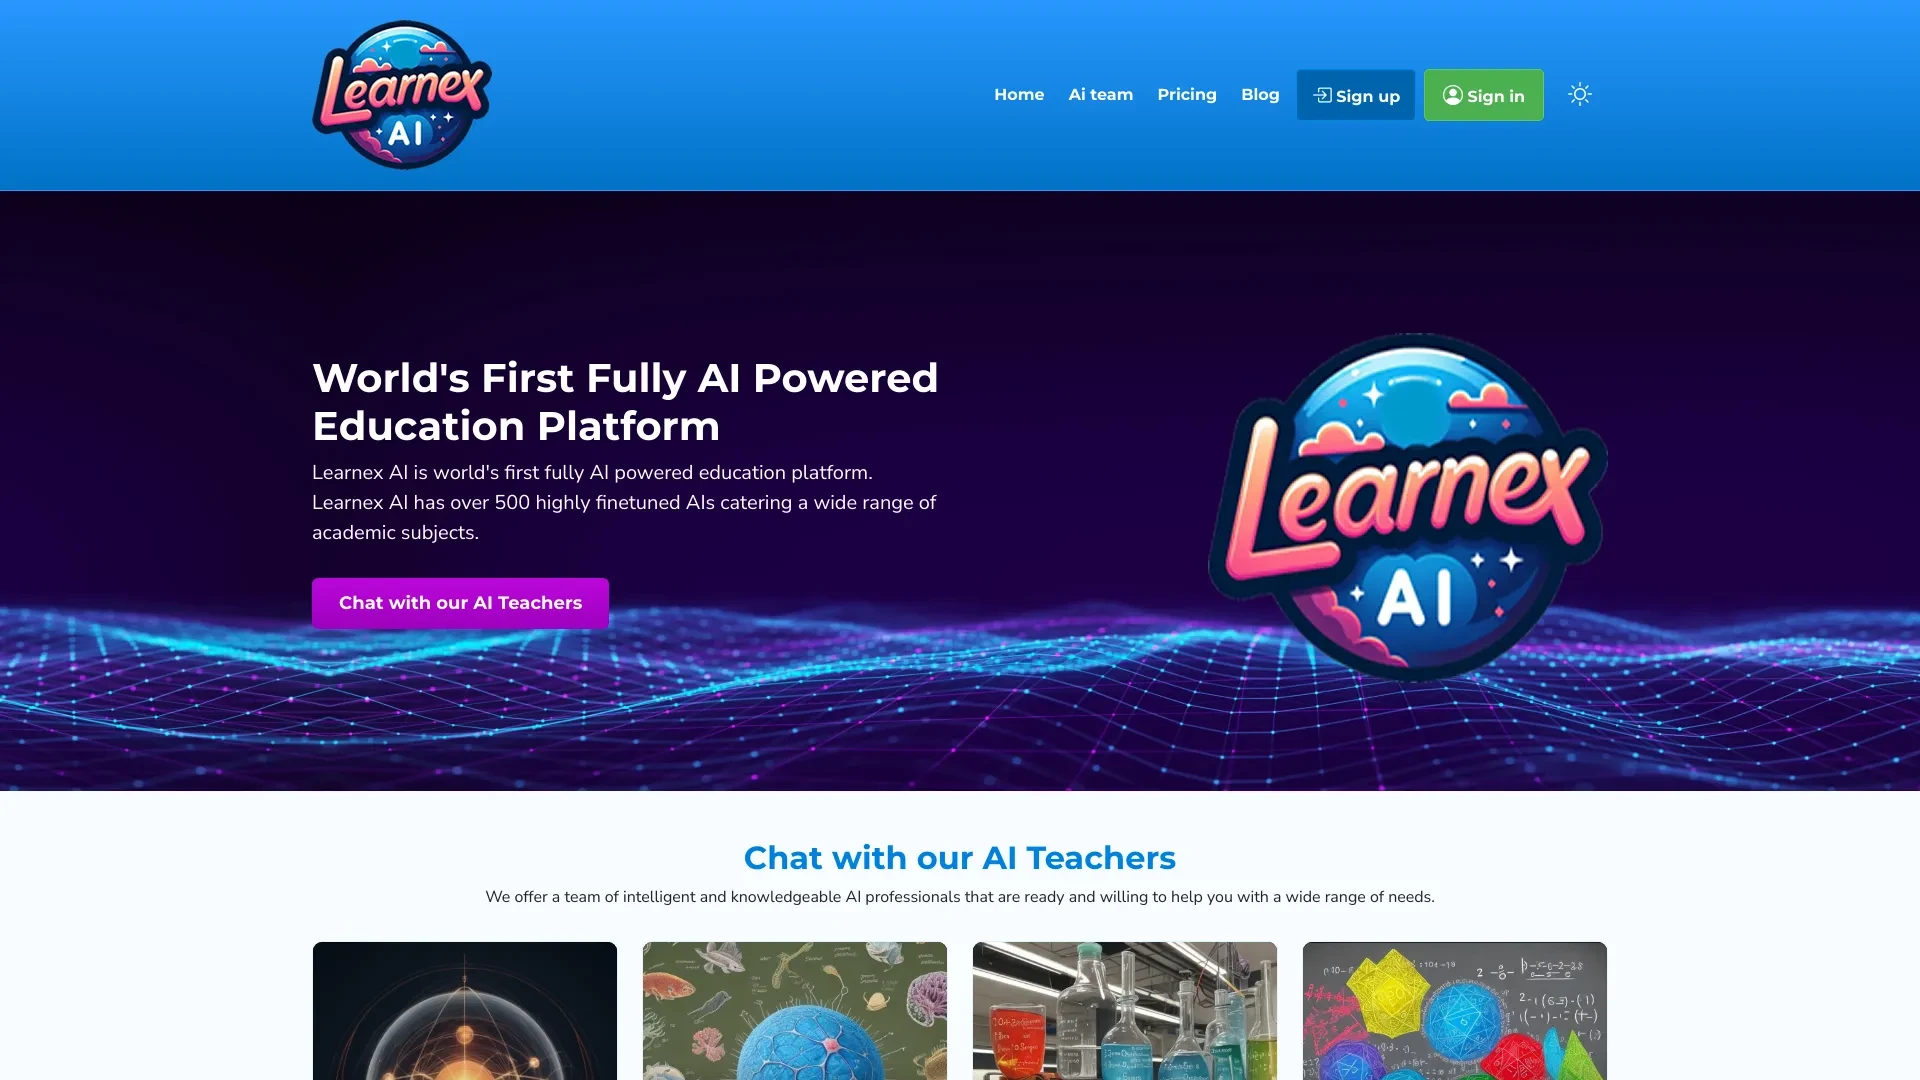 Learnex
AI
Home
Ai team
Pricing
Blog
Sign up
Sign in
World's First Fully AI Powered
Education Platform
Learnex AI is world's first fully AI powered education platform.
Learnex AI has over 500 highly finetuned AIs catering a wide range of
academic subjects.
Chat with our AI Teachers
Learnex
AI
Chat with our AI Teachers
We offer a team of intelligent and knowledgeable AI professionals that are ready and willing to help you with a wide range of needs.